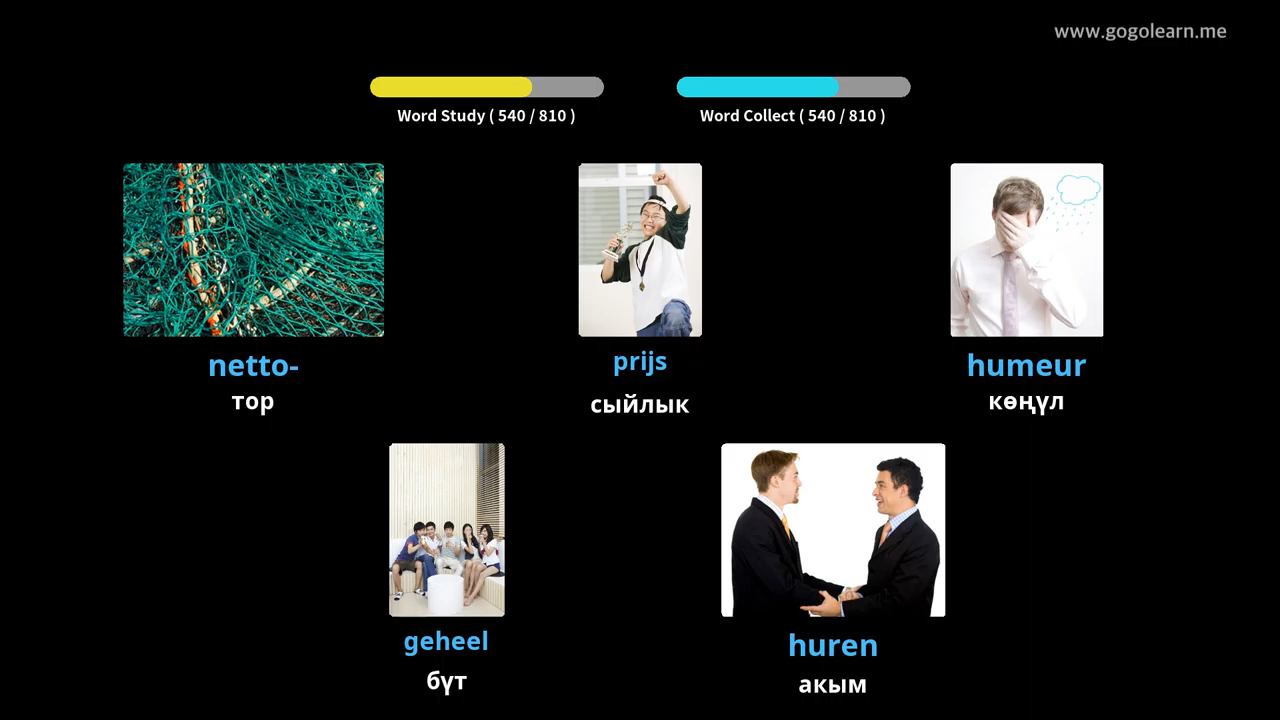 www.gogolearn.me
Word Study ( 540 / 810 )
Word Collect ( 540 / 810 )
netto-
тор
prijs
сыйлык
humeur
көңүл
geheel
бүт
huren
акым